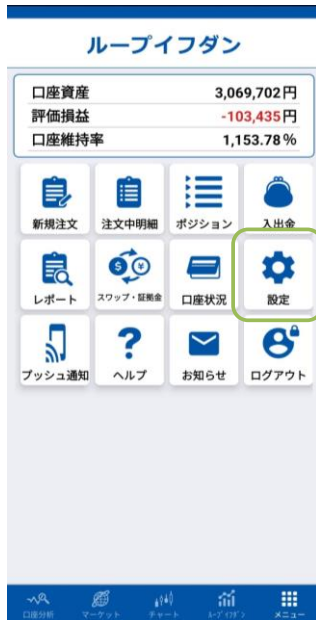 ループイフダン
口座資産 3,069,702円
評価損益 -103,435円
口座維持率 1,153.78%
新規注文 注文中明細 ポジション 入出金
レポート スワップ・証拠金 口座状況 設定
プッシュ通知 ヘルプ お知らせ ログアウト
口座分析 マーケット チャート ループイフダン メニュー